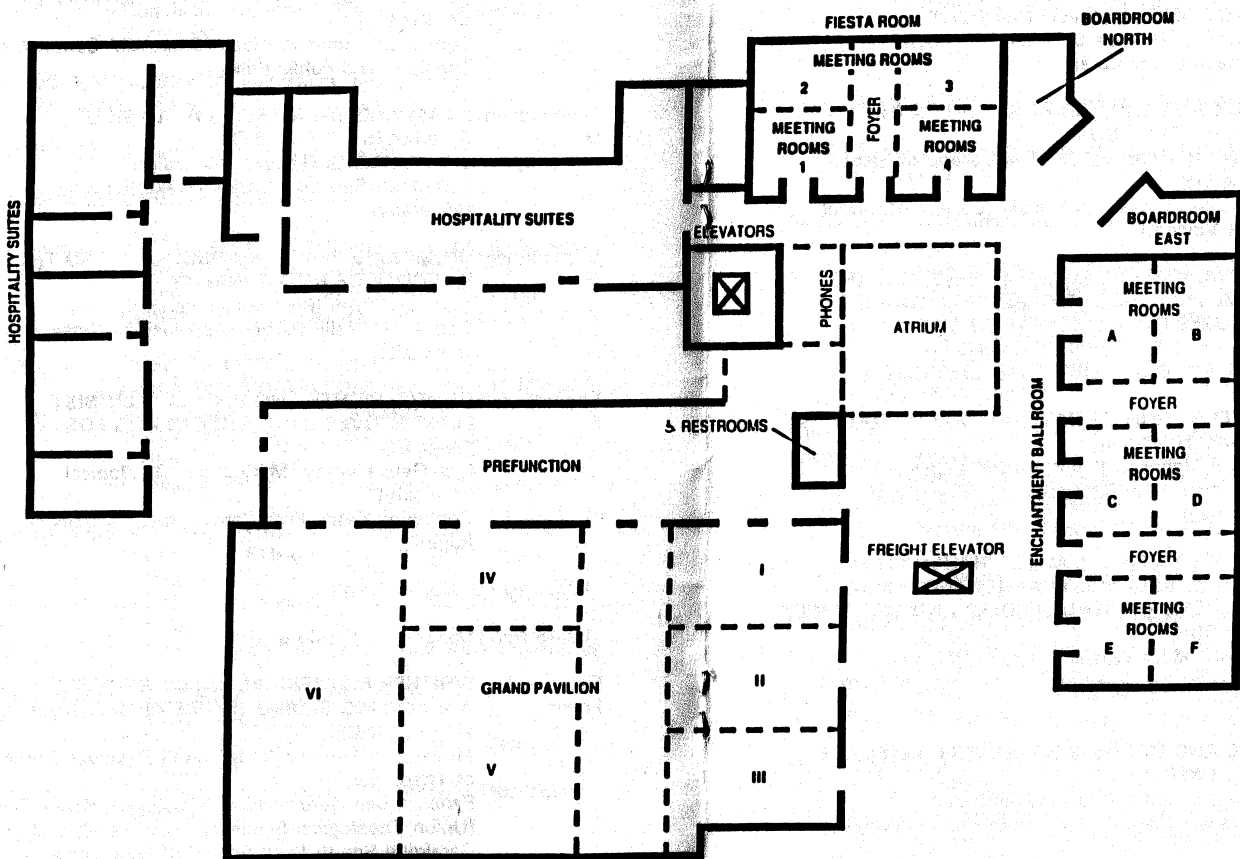 FIESTA ROOM
BOARDROOM
NORTH
MEETING ROOMS
2
3
FOYER
MEETING
ROOMS
1
MEETING
ROOMS
4
HOSPITALITY SUITES
HOSPITALITY SUITES
ELEVATORS
PHONES
ATRIUM
BOARDROOM
EAST
ENCHANTMENT BALLROOM
MEETING
ROOMS
A
B
FOYER
MEETING
ROOMS
C
D
FOYER
MEETING
ROOMS
E
F
♿ RESTROOMS
PREFUNCTION
FREIGHT ELEVATOR
IV
I
VI
GRAND PAVILION
II
V
III